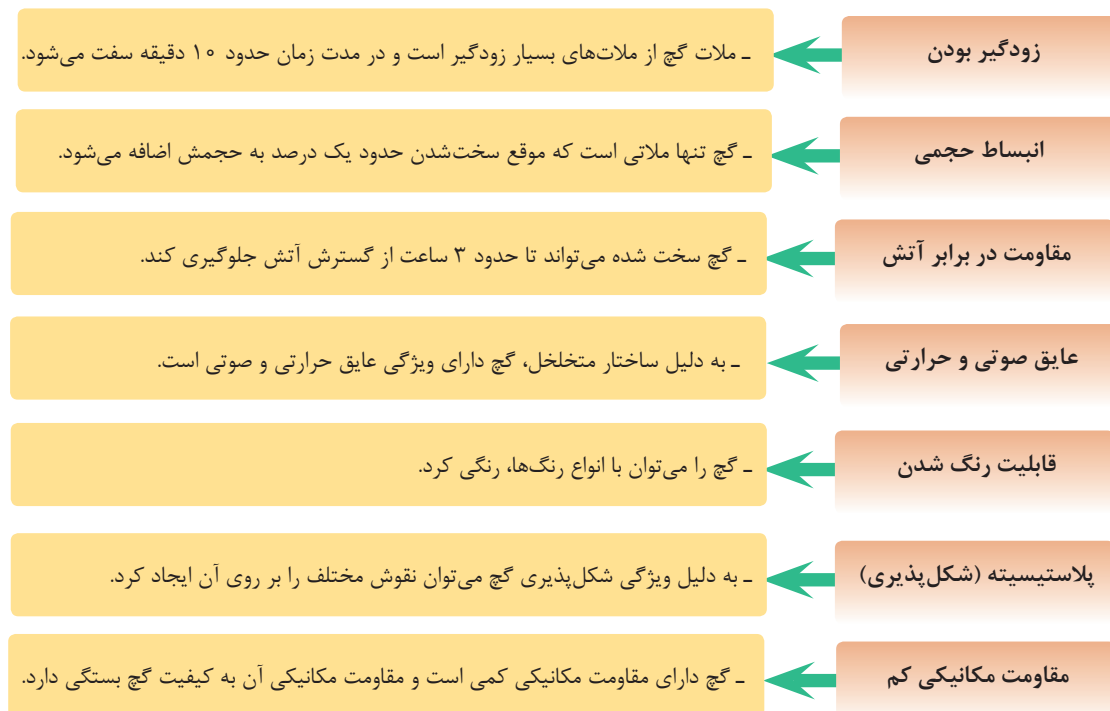 زودگیر بودن
ـ ملات گچ از ملات‌های بسیار زودگیر است و در مدت زمان حدود ۱۰ دقیقه سفت می‌شود.
انبساط حجمی
ـ گچ تنها ملاتی است که موقع سخت‌شدن حدود یک درصد به حجمش اضافه می‌شود.
مقاومت در برابر آتش
ـ گچ سخت شده می‌تواند تا حدود ۳ ساعت از گسترش آتش جلوگیری کند.
عایق صوتی و حرارتی
ـ به دلیل ساختار متخلخل، گچ دارای ویژگی عایق حرارتی و صوتی است.
قابلیت رنگ شدن
ـ گچ را می‌توان با انواع رنگ‌ها، رنگی کرد.
پلاستیسیته (شکل‌پذیری)
ـ به دلیل ویژگی شکل‌پذیری گچ می‌توان نقوش مختلف را بر روی آن ایجاد کرد.
مقاومت مکانیکی کم
ـ گچ دارای مقاومت مکانیکی کمی است و مقاومت مکانیکی آن به کیفیت گچ بستگی دارد.